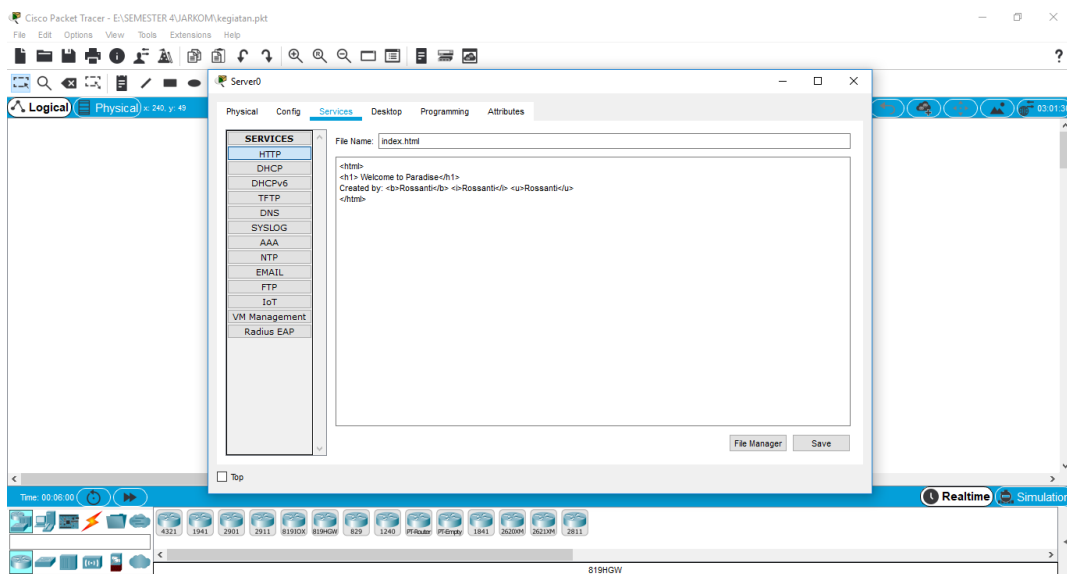 Cisco Packet Tracer - E:\SEMESTER 4\JARKOM\kegiatan.pkt
File Edit Options View Tools Extensions Help
?
Server0
Logical Physical x: 240, y: 49
03:01:3
Physical Config Services Desktop Programming Attributes
SERVICES
HTTP
DHCP
DHCPv6
TFTP
DNS
SYSLOG
AAA
NTP
EMAIL
FTP
IoT
VM Management
Radius EAP
File Name: index.html
<html>
<h1> Welcome to Paradise</h1>
Created by: <b>Rossanti</b> <i>Rossanti</i> <u>Rossanti</u>
</html>
File Manager Save
Top
Time: 00:06:00
Realtime Simulation
4321 1941 2901 2911 819IOX 819HGW 829 1240 PT-Router PT-Empty 1841 2620XM 2621XM 2811
819HGW